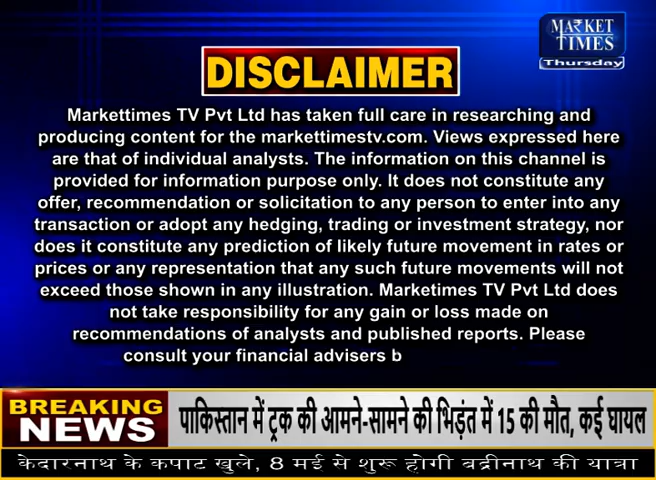 MARKET
TIMES
Thursday
DISCLAIMER
Markettimes TV Pvt Ltd has taken full care in researching and
producing content for the markettimestv.com. Views expressed here
are that of individual analysts. The information on this channel is
provided for information purpose only. It does not constitute any
offer, recommendation or solicitation to any person to enter into any
transaction or adopt any hedging, trading or investment strategy, nor
does it constitute any prediction of likely future movement in rates or
prices or any representation that any such future movements will not
exceed those shown in any illustration. Marketimes TV Pvt Ltd does
not take responsibility for any gain or loss made on
recommendations of analysts and published reports. Please
consult your financial advisers b
BREAKING
NEWS
पाकिस्तान में ट्रक की आमने-सामने की भिड़ंत में 15 की मौत, कई घायल
केदारनाथ के कपाट खुले, 8 मई से शुरू होगी बद्रीनाथ की यात्रा